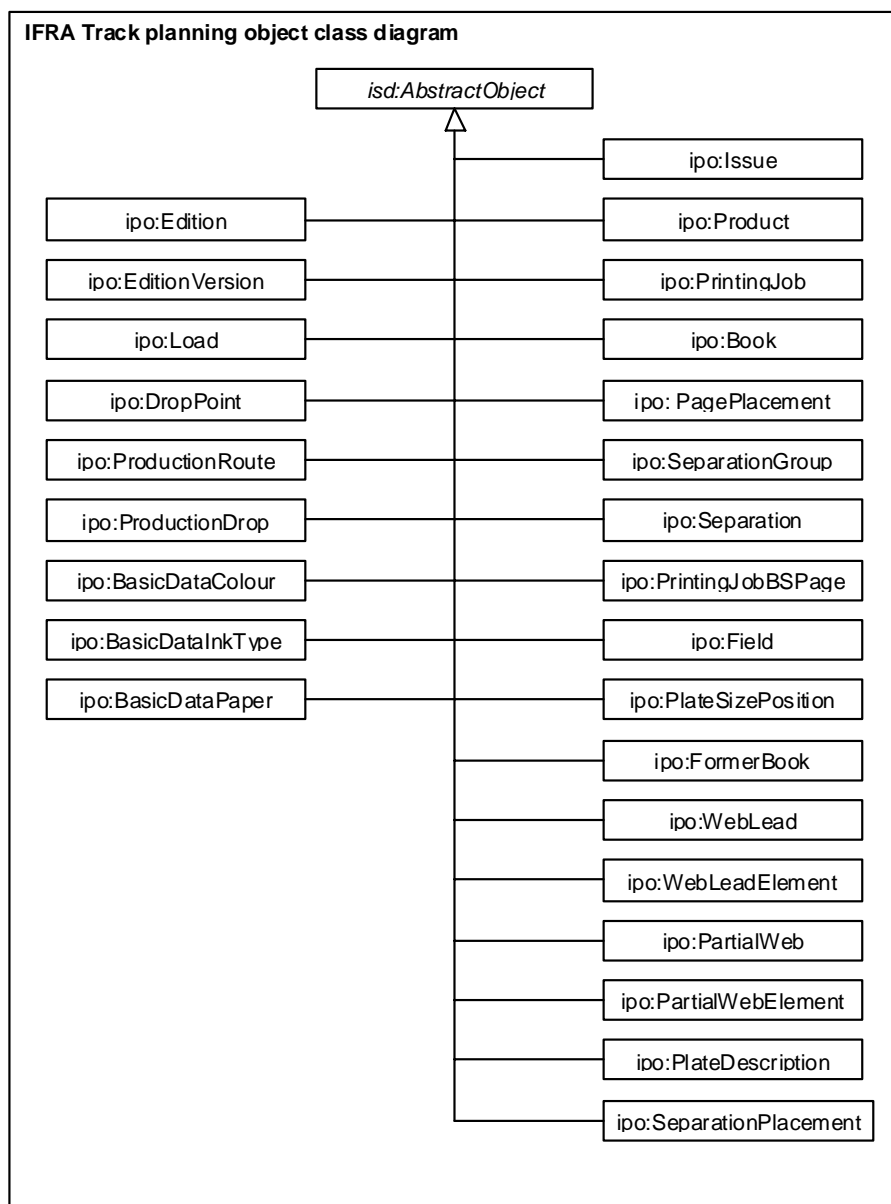 IFRA Track planning object class diagram
isd:AbstractObject
ipo:Issue
ipo:Edition
ipo:Product
ipo:EditionVersion
ipo:PrintingJob
ipo:Load
ipo:Book
ipo:DropPoint
ipo: PagePlacement
ipo:ProductionRoute
ipo:SeparationGroup
ipo:ProductionDrop
ipo:Separation
ipo:BasicDataColour
ipo:PrintingJobBSPage
ipo:BasicDataInkType
ipo:Field
ipo:BasicDataPaper
ipo:PlateSizePosition
ipo:FormerBook
ipo:WebLead
ipo:WebLeadElement
ipo:PartialWeb
ipo:PartialWebElement
ipo:PlateDescription
ipo:SeparationPlacement